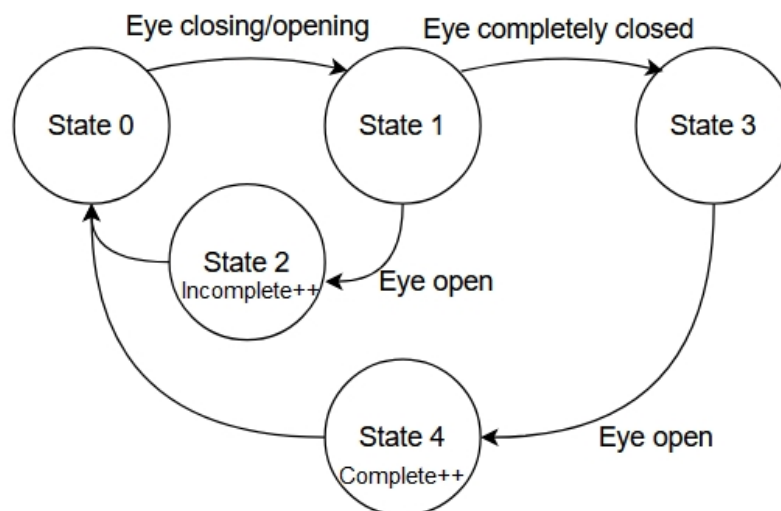 Eye closing/opening
Eye completely closed
State 0
State 1
State 3
State 2
Incomplete++
Eye open
State 4
Complete++
Eye open